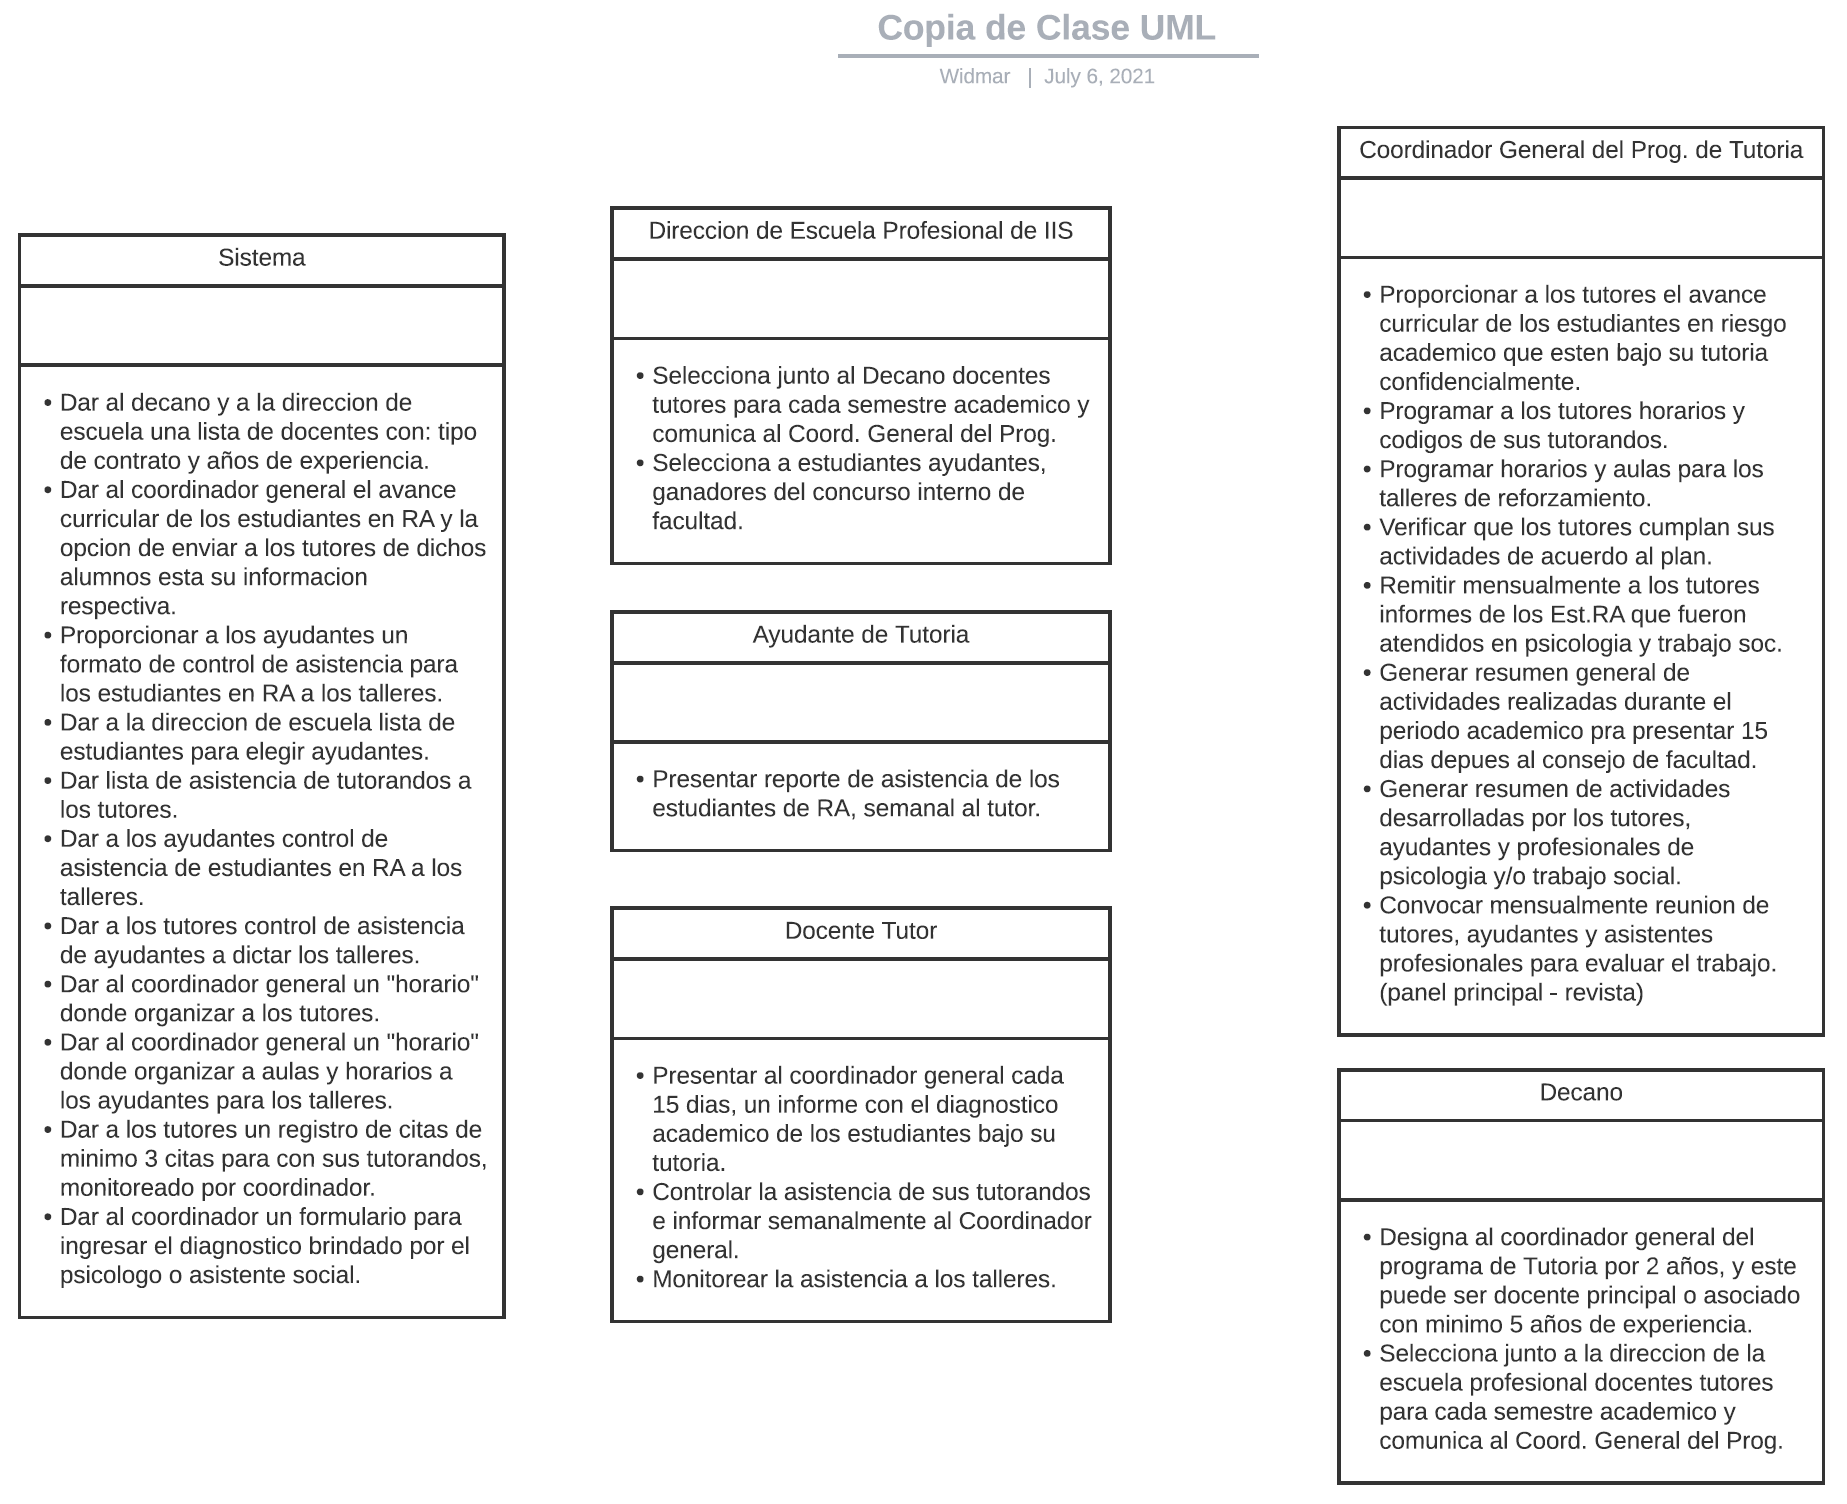 Copia de Clase UML
Widmar | July 6, 2021
Sistema
• Dar al decano y a la direccion de
escuela una lista de docentes con: tipo
de contrato y años de experiencia.
• Dar al coordinador general el avance
curricular de los estudiantes en RA y la
opcion de enviar a los tutores de dichos
alumnos esta su informacion
respectiva.
• Proporcionar a los ayudantes un
formato de control de asistencia para
los estudiantes en RA a los talleres.
• Dar a la direccion de escuela lista de
estudiantes para elegir ayudantes.
• Dar lista de asistencia de tutorandos a
los tutores.
• Dar a los ayudantes control de
asistencia de estudiantes en RA a los
talleres.
• Dar a los tutores control de asistencia
de ayudantes a dictar los talleres.
• Dar al coordinador general un "horario"
donde organizar a los tutores.
• Dar al coordinador general un "horario"
donde organizar a aulas y horarios a
los ayudantes para los talleres.
• Dar a los tutores un registro de citas de
minimo 3 citas para con sus tutorandos,
monitoreado por coordinador.
• Dar al coordinador un formulario para
ingresar el diagnostico brindado por el
psicologo o asistente social.
Direccion de Escuela Profesional de IIS
• Selecciona junto al Decano docentes
tutores para cada semestre academico y
comunica al Coord. General del Prog.
• Selecciona a estudiantes ayudantes,
ganadores del concurso interno de
facultad.
Ayudante de Tutoria
• Presentar reporte de asistencia de los
estudiantes de RA, semanal al tutor.
Docente Tutor
• Presentar al coordinador general cada
15 dias, un informe con el diagnostico
academico de los estudiantes bajo su
tutoria.
• Controlar la asistencia de sus tutorandos
e informar semanalmente al Coordinador
general.
• Monitorear la asistencia a los talleres.
Coordinador General del Prog. de Tutoria
• Proporcionar a los tutores el avance
curricular de los estudiantes en riesgo
academico que esten bajo su tutoria
confidencialmente.
• Programar a los tutores horarios y
codigos de sus tutorandos.
• Programar horarios y aulas para los
talleres de reforzamiento.
• Verificar que los tutores cumplan sus
actividades de acuerdo al plan.
• Remitir mensualmente a los tutores
informes de los Est.RA que fueron
atendidos en psicologia y trabajo soc.
• Generar resumen general de
actividades realizadas durante el
periodo academico pra presentar 15
dias depues al consejo de facultad.
• Generar resumen de actividades
desarrolladas por los tutores,
ayudantes y profesionales de
psicologia y/o trabajo social.
• Convocar mensualmente reunion de
tutores, ayudantes y asistentes
profesionales para evaluar el trabajo.
(panel principal - revista)
Decano
• Designa al coordinador general del
programa de Tutoria por 2 años, y este
puede ser docente principal o asociado
con minimo 5 años de experiencia.
• Selecciona junto a la direccion de la
escuela profesional docentes tutores
para cada semestre academico y
comunica al Coord. General del Prog.